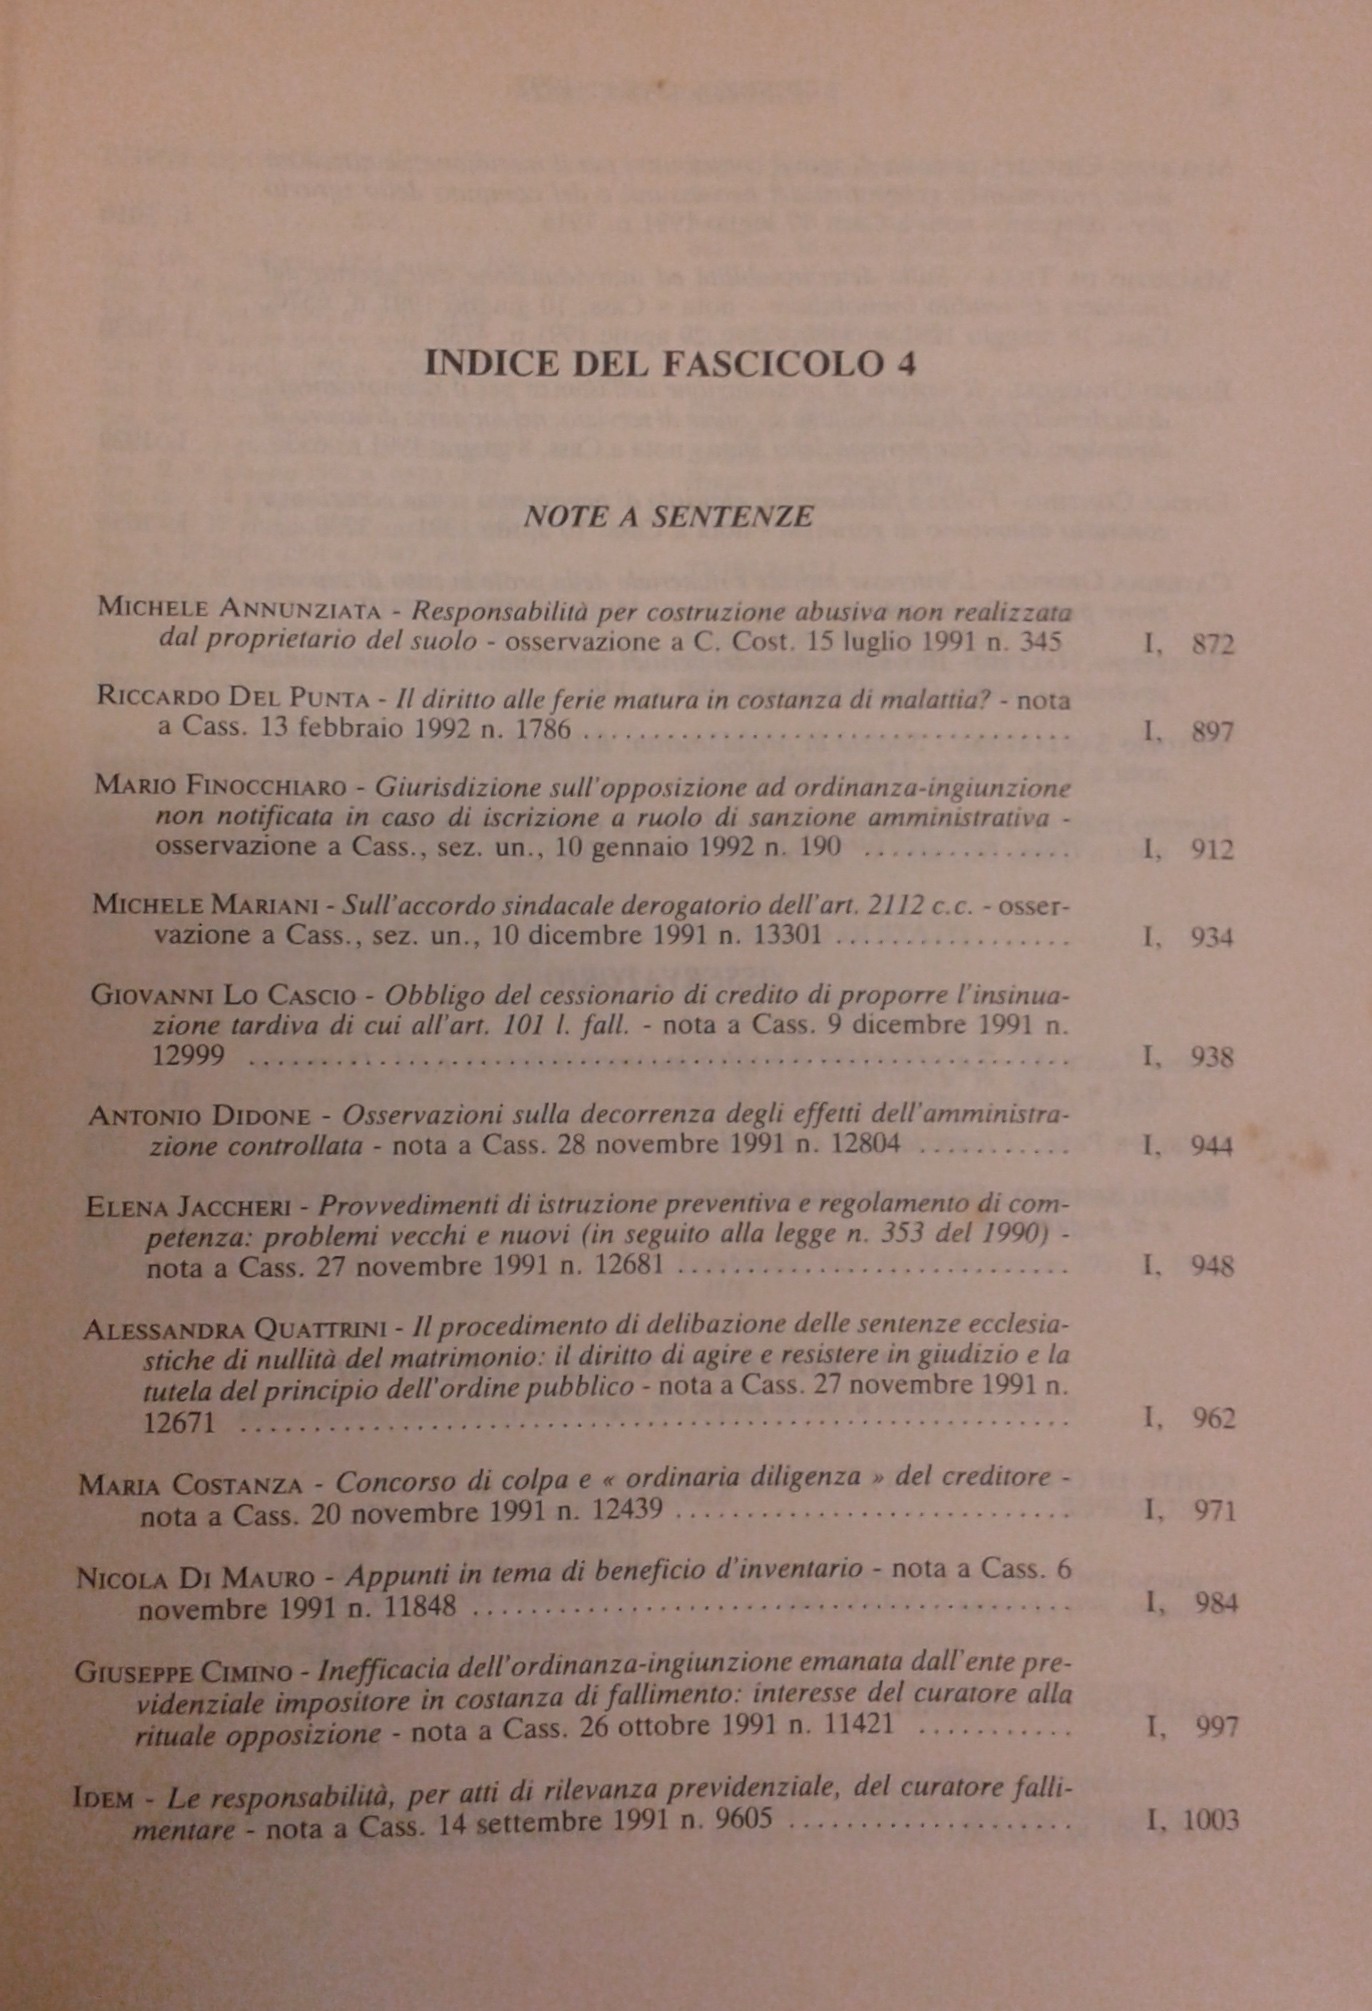 INDICE DEL FASCICOLO 4
NOTE A SENTENZE
MICHELE ANNUNZIATA - Responsabilità per costruzione abusiva non realizzata
dal proprietario del suolo - osservazione a C. Cost. 15 luglio 1991 n. 345 I, 872
RICCARDO DEL PUNTA - Il diritto alle ferie matura in costanza di malattia? - nota
a Cass. 13 febbraio 1992 n. 1786 .................................. I, 897
MARIO FINOCCHIARO - Giurisdizione sull'opposizione ad ordinanza-ingiunzione
non notificata in caso di iscrizione a ruolo di sanzione amministrativa -
osservazione a Cass., sez. un., 10 gennaio 1992 n. 190 ............... I, 912
MICHELE MARIANI - Sull'accordo sindacale derogatorio dell'art. 2112 c.c. - osser-
vazione a Cass., sez. un., 10 dicembre 1991 n. 13301 ................. I, 934
GIOVANNI LO CASCIO - Obbligo del cessionario di credito di proporre l'insinua-
zione tardiva di cui all'art. 101 l. fall. - nota a Cass. 9 dicembre 1991 n.
12999 ......................................................... I, 938
ANTONIO DIDONE - Osservazioni sulla decorrenza degli effetti dell'amministra-
zione controllata - nota a Cass. 28 novembre 1991 n. 12804 ........... I, 944
ELENA JACCHERI - Provvedimenti di istruzione preventiva e regolamento di com-
petenza: problemi vecchi e nuovi (in seguito alla legge n. 353 del 1990) -
nota a Cass. 27 novembre 1991 n. 12681 ............................ I, 948
ALESSANDRA QUATTRINI - Il procedimento di delibazione delle sentenze ecclesia-
stiche di nullità del matrimonio: il diritto di agire e resistere in giudizio e la
tutela del principio dell'ordine pubblico - nota a Cass. 27 novembre 1991 n.
12671 .......................................................... I, 962
MARIA COSTANZA - Concorso di colpa e « ordinaria diligenza » del creditore -
nota a Cass. 20 novembre 1991 n. 12439 ............................ I, 971
NICOLA DI MAURO - Appunti in tema di beneficio d'inventario - nota a Cass. 6
novembre 1991 n. 11848 .......................................... I, 984
GIUSEPPE CIMINO - Inefficacia dell'ordinanza-ingiunzione emanata dall'ente pre-
videnziale impositore in costanza di fallimento: interesse del curatore alla
rituale opposizione - nota a Cass. 26 ottobre 1991 n. 11421 ........... I, 997
IDEM - Le responsabilità, per atti di rilevanza previdenziale, del curatore falli-
mentare - nota a Cass. 14 settembre 1991 n. 9605 .................... I, 1003